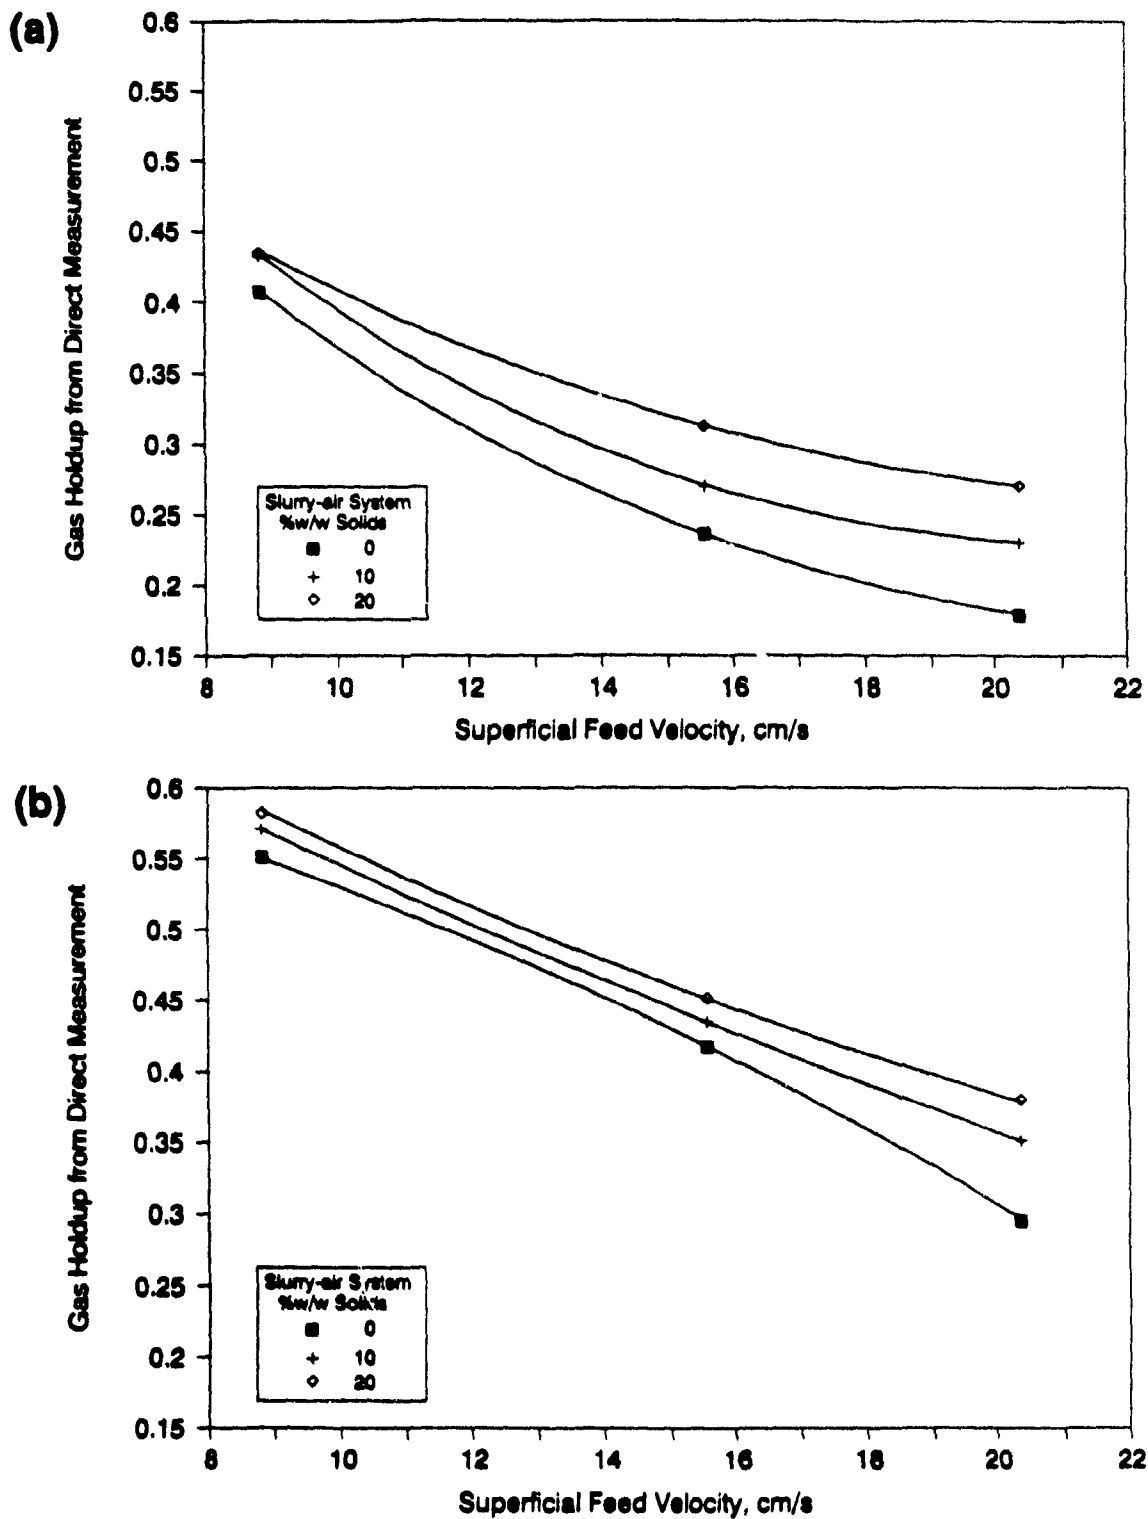 (a)
Gas Holdup from Direct Measurement
0.6
0.55
0.5
0.45
0.4
0.35
0.3
0.25
0.2
0.15
Slurry-air System
%w/w Solids
0
10
20
8 10 12 14 16 18 20 22
Superficial Feed Velocity, cm/s
(b)
Gas Holdup from Direct Measurement
0.6
0.55
0.5
0.45
0.4
0.35
0.3
0.25
0.2
0.15
Slurry-air System
%w/w Solids
0
10
20
8 10 12 14 16 18 20 22
Superficial Feed Velocity, cm/s